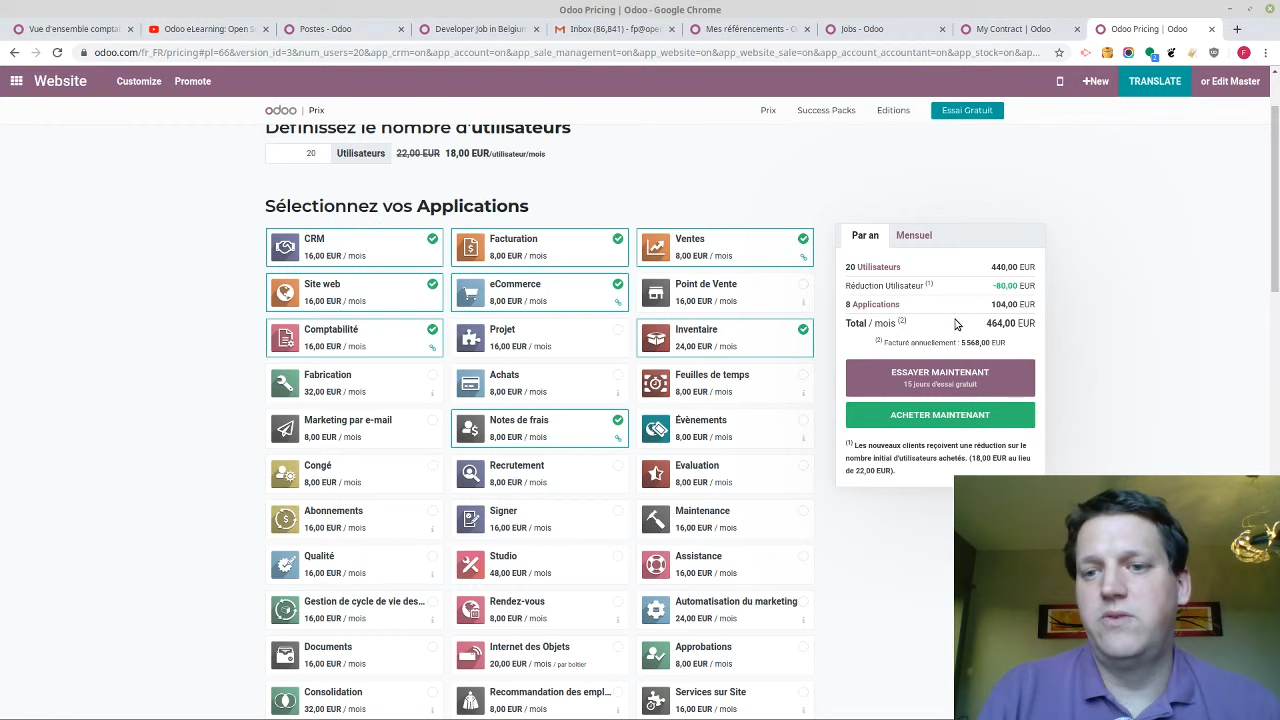 Odoo Pricing | Odoo - Google Chrome
Vue d'ensemble comptab
Odoo eLearning: Open S
Postes - Odoo
Developer Job in Belgium
Inbox (86,841) - fp@open
Mes référencements - O
Jobs - Odoo
My Contract | Odoo
Odoo Pricing | Odoo
odoo.com/fr_FR/pricing#pl=66&version_id=3&num_users=20&app_crm=on&app_account=on&app_sale_management=on&app_website=on&app_website_sale=on&app_account_accountant=on&app_stock=on&ap...
Website
Customize
Promote
+New
TRANSLATE
or Edit Master
odoo | Prix
Prix
Success Packs
Editions
Essai Gratuit
Définissez le nombre d'utilisateurs
20 Utilisateurs 22,00 EUR 18,00 EUR/utilisateur/mois
Sélectionnez vos Applications
CRM
16,00 EUR / mois
Facturation
8,00 EUR / mois
Ventes
8,00 EUR / mois
Site web
16,00 EUR / mois
eCommerce
8,00 EUR / mois
Point de Vente
16,00 EUR / mois
Comptabilité
16,00 EUR / mois
Projet
16,00 EUR / mois
Inventaire
24,00 EUR / mois
Fabrication
32,00 EUR / mois
Achats
8,00 EUR / mois
Feuilles de temps
8,00 EUR / mois
Marketing par e-mail
8,00 EUR / mois
Notes de frais
8,00 EUR / mois
Évènements
8,00 EUR / mois
Congé
8,00 EUR / mois
Recrutement
8,00 EUR / mois
Evaluation
8,00 EUR / mois
Abonnements
16,00 EUR / mois
Signer
16,00 EUR / mois
Maintenance
16,00 EUR / mois
Qualité
16,00 EUR / mois
Studio
48,00 EUR / mois
Assistance
16,00 EUR / mois
Gestion de cycle de vie des...
16,00 EUR / mois
Rendez-vous
8,00 EUR / mois
Automatisation du marketing
24,00 EUR / mois
Documents
16,00 EUR / mois
Internet des Objets
20,00 EUR / mois / par boitier
Approbations
8,00 EUR / mois
Consolidation
32,00 EUR / mois
Recommandation des empl...
8,00 EUR / mois
Services sur Site
16,00 EUR / mois
Par an
Mensuel
20 Utilisateurs 440,00 EUR
Réduction Utilisateur (1) -80,00 EUR
8 Applications 104,00 EUR
Total / mois (2) 464,00 EUR
(2) Facturé annuellement : 5 568,00 EUR
ESSAYER MAINTENANT
15 jours d'essai gratuit
ACHETER MAINTENANT
(1) Les nouveaux clients reçoivent une réduction sur le
nombre initial d'utilisateurs achetés. (18,00 EUR au lieu
de 22,00 EUR).